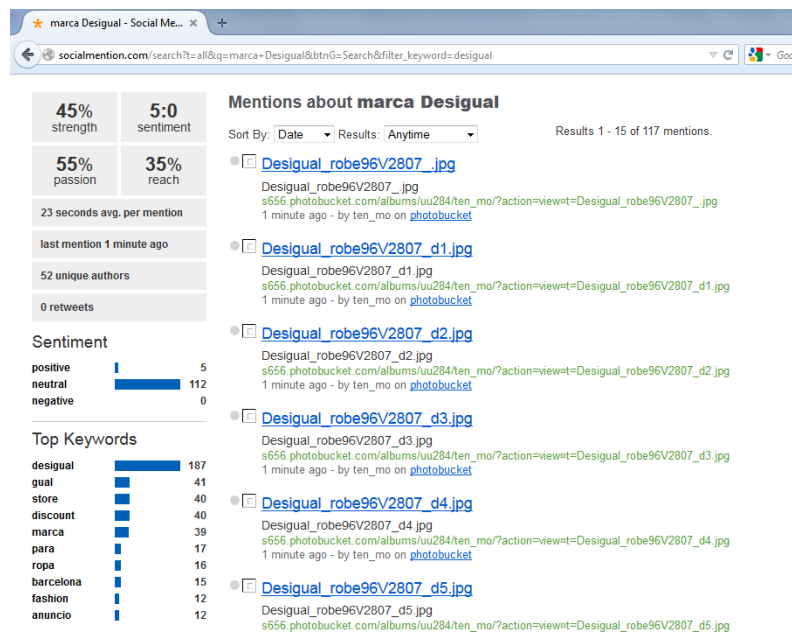 marca Desigual - Social Me... ×
+
socialmention.com/search?t=all&q=marca+Desigual&btnG=Search&filter_keyword=desigual
Goo
45%
strength
5:0
sentiment
55%
passion
35%
reach
23 seconds avg. per mention
last mention 1 minute ago
52 unique authors
0 retweets
Sentiment
positive 5
neutral 112
negative 0
Top Keywords
desigual 187
gual 41
store 40
discount 40
marca 39
para 17
ropa 16
barcelona 15
fashion 12
anuncio 12
Mentions about marca Desigual
Sort By: Date Results: Anytime Results 1 - 15 of 117 mentions.
Desigual_robe96V2807_.jpg
Desigual_robe96V2807_.jpg
s656.photobucket.com/albums/uu284/ten_mo/?action=view¤t=Desigual_robe96V2807_.jpg
1 minute ago - by ten_mo on photobucket
Desigual_robe96V2807_d1.jpg
Desigual_robe96V2807_d1.jpg
s656.photobucket.com/albums/uu284/ten_mo/?action=view¤t=Desigual_robe96V2807_d1.jpg
1 minute ago - by ten_mo on photobucket
Desigual_robe96V2807_d2.jpg
Desigual_robe96V2807_d2.jpg
s656.photobucket.com/albums/uu284/ten_mo/?action=view¤t=Desigual_robe96V2807_d2.jpg
1 minute ago - by ten_mo on photobucket
Desigual_robe96V2807_d3.jpg
Desigual_robe96V2807_d3.jpg
s656.photobucket.com/albums/uu284/ten_mo/?action=view¤t=Desigual_robe96V2807_d3.jpg
1 minute ago - by ten_mo on photobucket
Desigual_robe96V2807_d4.jpg
Desigual_robe96V2807_d4.jpg
s656.photobucket.com/albums/uu284/ten_mo/?action=view¤t=Desigual_robe96V2807_d4.jpg
1 minute ago - by ten_mo on photobucket
Desigual_robe96V2807_d5.jpg
Desigual_robe96V2807_d5.jpg
s656.photobucket.com/albums/uu284/ten_mo/?action=view¤t=Desigual_robe96V2807_d5.jpg